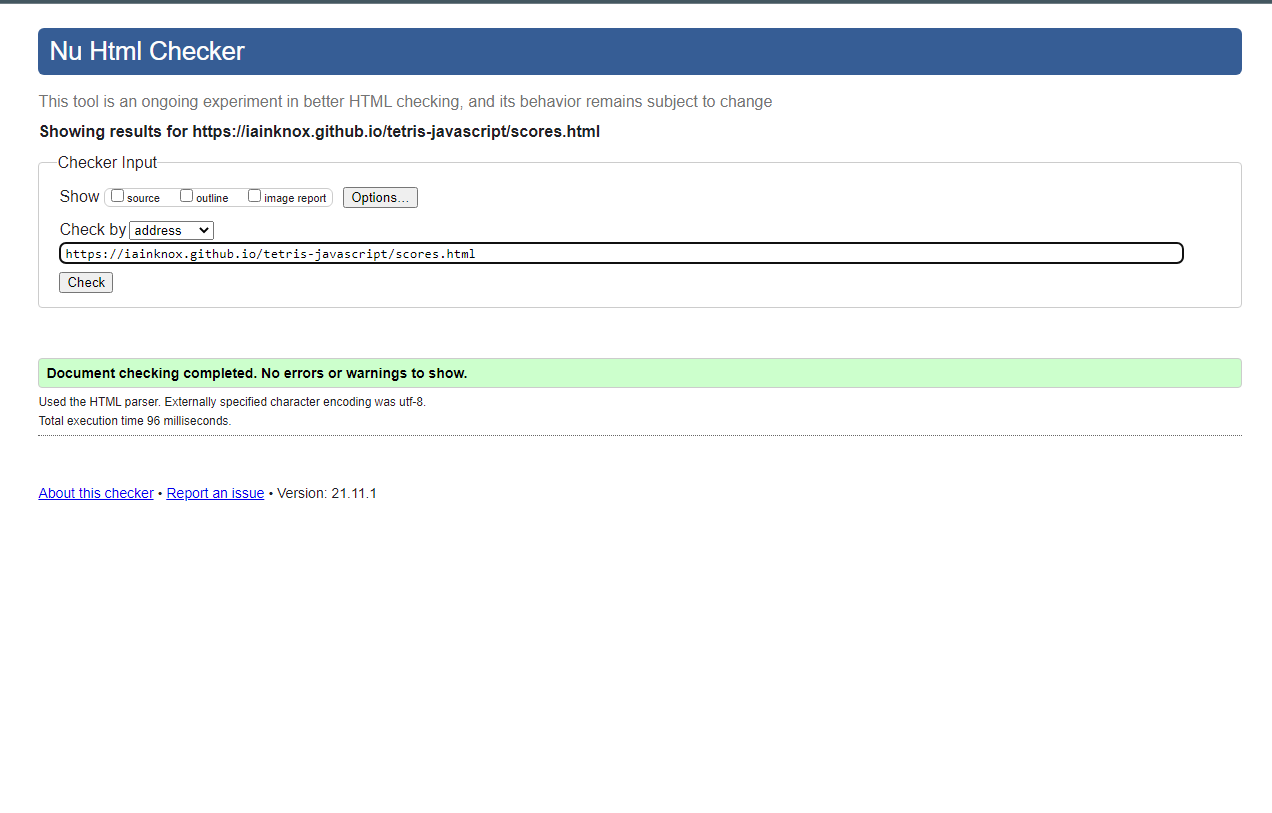 Nu Html Checker
This tool is an ongoing experiment in better HTML checking, and its behavior remains subject to change
Showing results for https://iainknox.github.io/tetris-javascript/scores.html
Checker Input
Show source outline image report Options...
Check by address
https://iainknox.github.io/tetris-javascript/scores.html
Check
Document checking completed. No errors or warnings to show.
Used the HTML parser. Externally specified character encoding was utf-8.
Total execution time 96 milliseconds.
About this checker • Report an issue • Version: 21.11.1